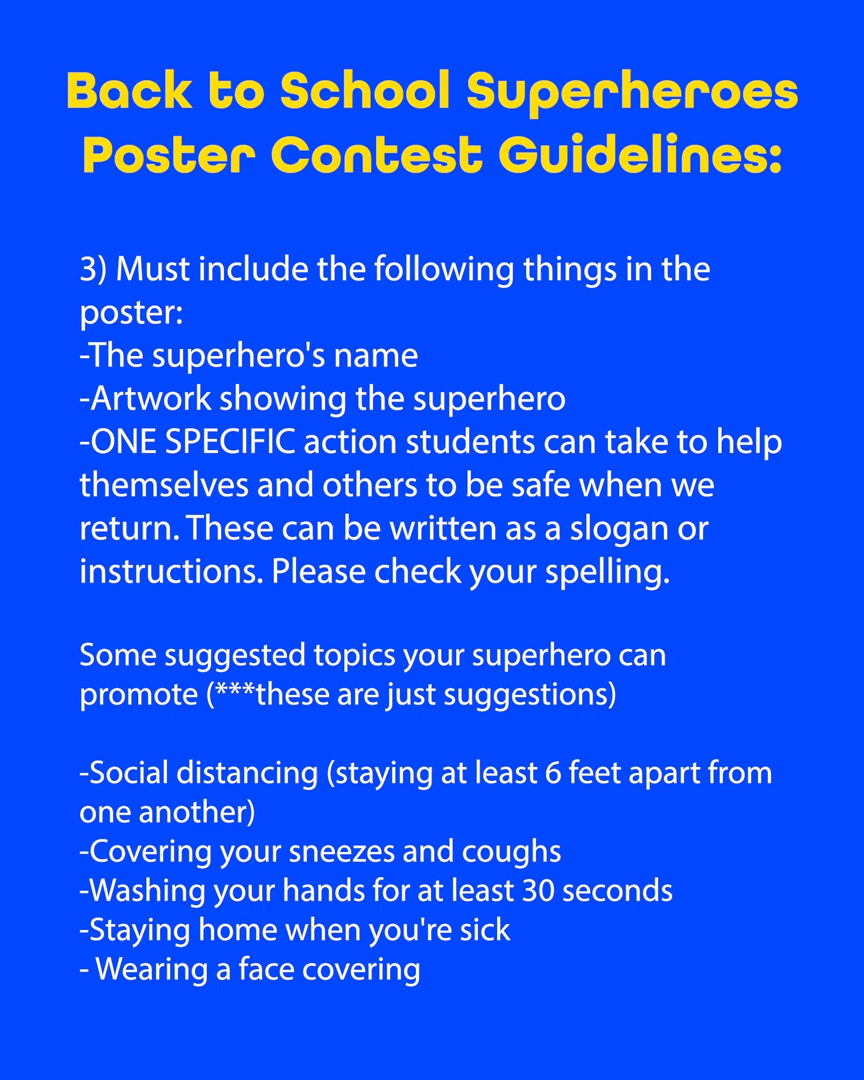 Back to School Superheroes
Poster Contest Guidelines:
3) Must include the following things in the
poster:
-The superhero's name
-Artwork showing the superhero
-ONE SPECIFIC action students can take to help
themselves and others to be safe when we
return. These can be written as a slogan or
instructions. Please check your spelling.
Some suggested topics your superhero can
promote (***these are just suggestions)
-Social distancing (staying at least 6 feet apart from
one another)
-Covering your sneezes and coughs
-Washing your hands for at least 30 seconds
-Staying home when you're sick
- Wearing a face covering